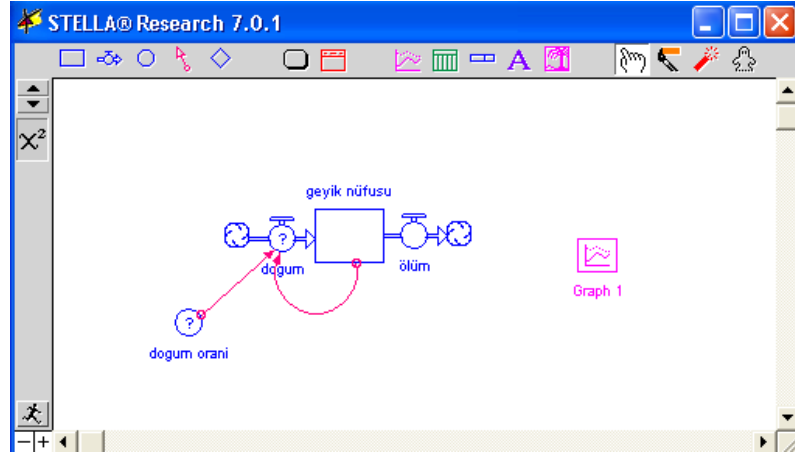 STELLA® Research 7.0.1
A
X²
geyik nüfusu
?
dogum
ölüm
Graph 1
?
dogum orani